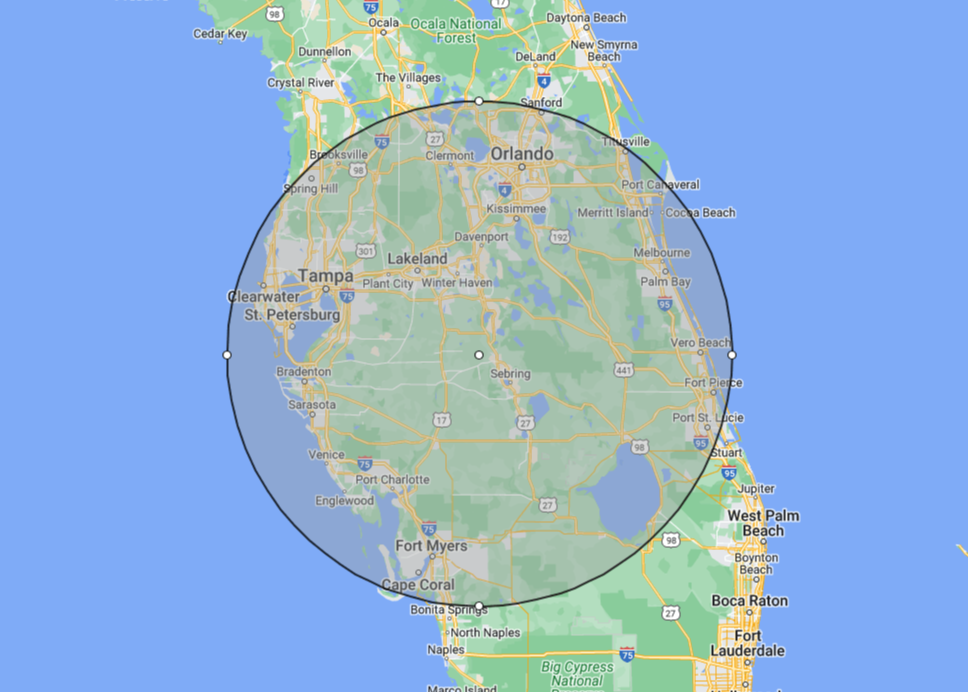 98
75
17
Ocala
Ocala National
Forest
Daytona Beach
Cedar Key
New Smyrna
Beach
Dunnellon
DeLand
4
Crystal River
The Villages
Sanford
75
27
Titusville
Brooksville
98
Clermont
Orlando
Spring Hill
4
Port Canaveral
Kissimmee
Merritt Island
Cocoa Beach
Davenport
192
301
Lakeland
Melbourne
Tampa
Plant City
Winter Haven
Palm Bay
Clearwater
75
95
St. Petersburg
Vero Beach
Bradenton
Sebring
441
Fort Pierce
Sarasota
17
27
Port St. Lucie
98
95
Venice
75
Stuart
95
Port Charlotte
Jupiter
Englewood
27
West Palm
Beach
75
98
Fort Myers
Boynton
Beach
Cape Coral
Boca Raton
Bonita Springs
27
North Naples
Fort
Lauderdale
Naples
75
Big Cypress
National
Marco Island